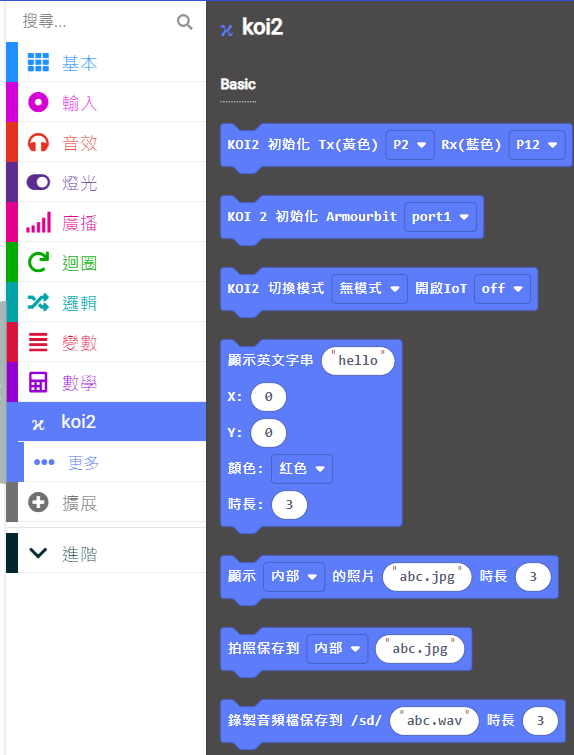 搜尋...
基本
輸入
音效
燈光
廣播
迴圈
邏輯
變數
數學
koi2
更多
擴展
進階
koi2
Basic
KOI2 初始化 Tx(黃色) P2 Rx(藍色) P12
KOI 2 初始化 Armourbit port1
KOI2 切換模式 無模式 開啟IoT off
顯示英文字串 "hello"
X: 0
Y: 0
顏色: 紅色
時長: 3
顯示 內部 的照片 "abc.jpg" 時長 3
拍照保存到 內部 "abc.jpg"
錄製音頻檔保存到 /sd/ "abc.wav" 時長 3